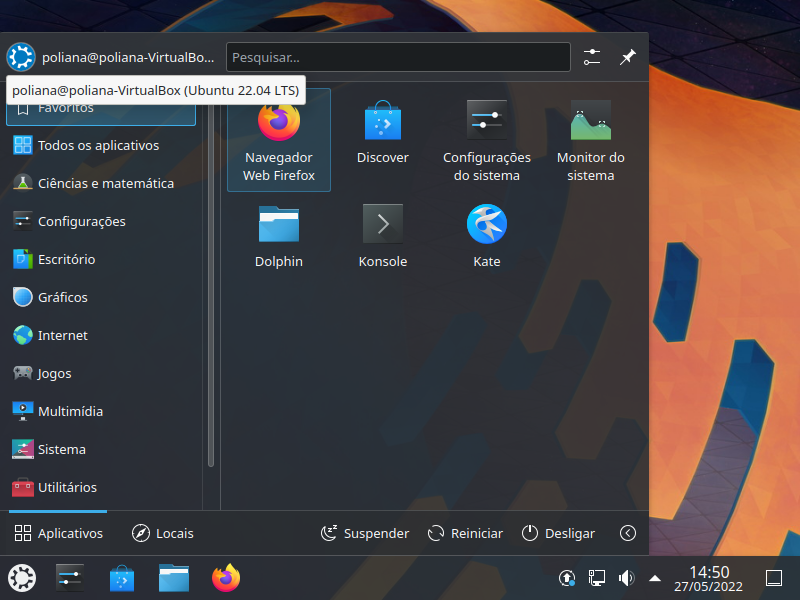 poliana@poliana-VirtualBo...
Pesquisar...
poliana@poliana-VirtualBox (Ubuntu 22.04 LTS)
Favoritos
Todos os aplicativos
Ciências e matemática
Configurações
Escritório
Gráficos
Internet
Jogos
Multimídia
Sistema
Utilitários
Navegador
Web Firefox
Discover
Configurações
do sistema
Monitor do
sistema
Dolphin
Konsole
Kate
Aplicativos
Locais
Suspender
Reiniciar
Desligar
14:50
27/05/2022